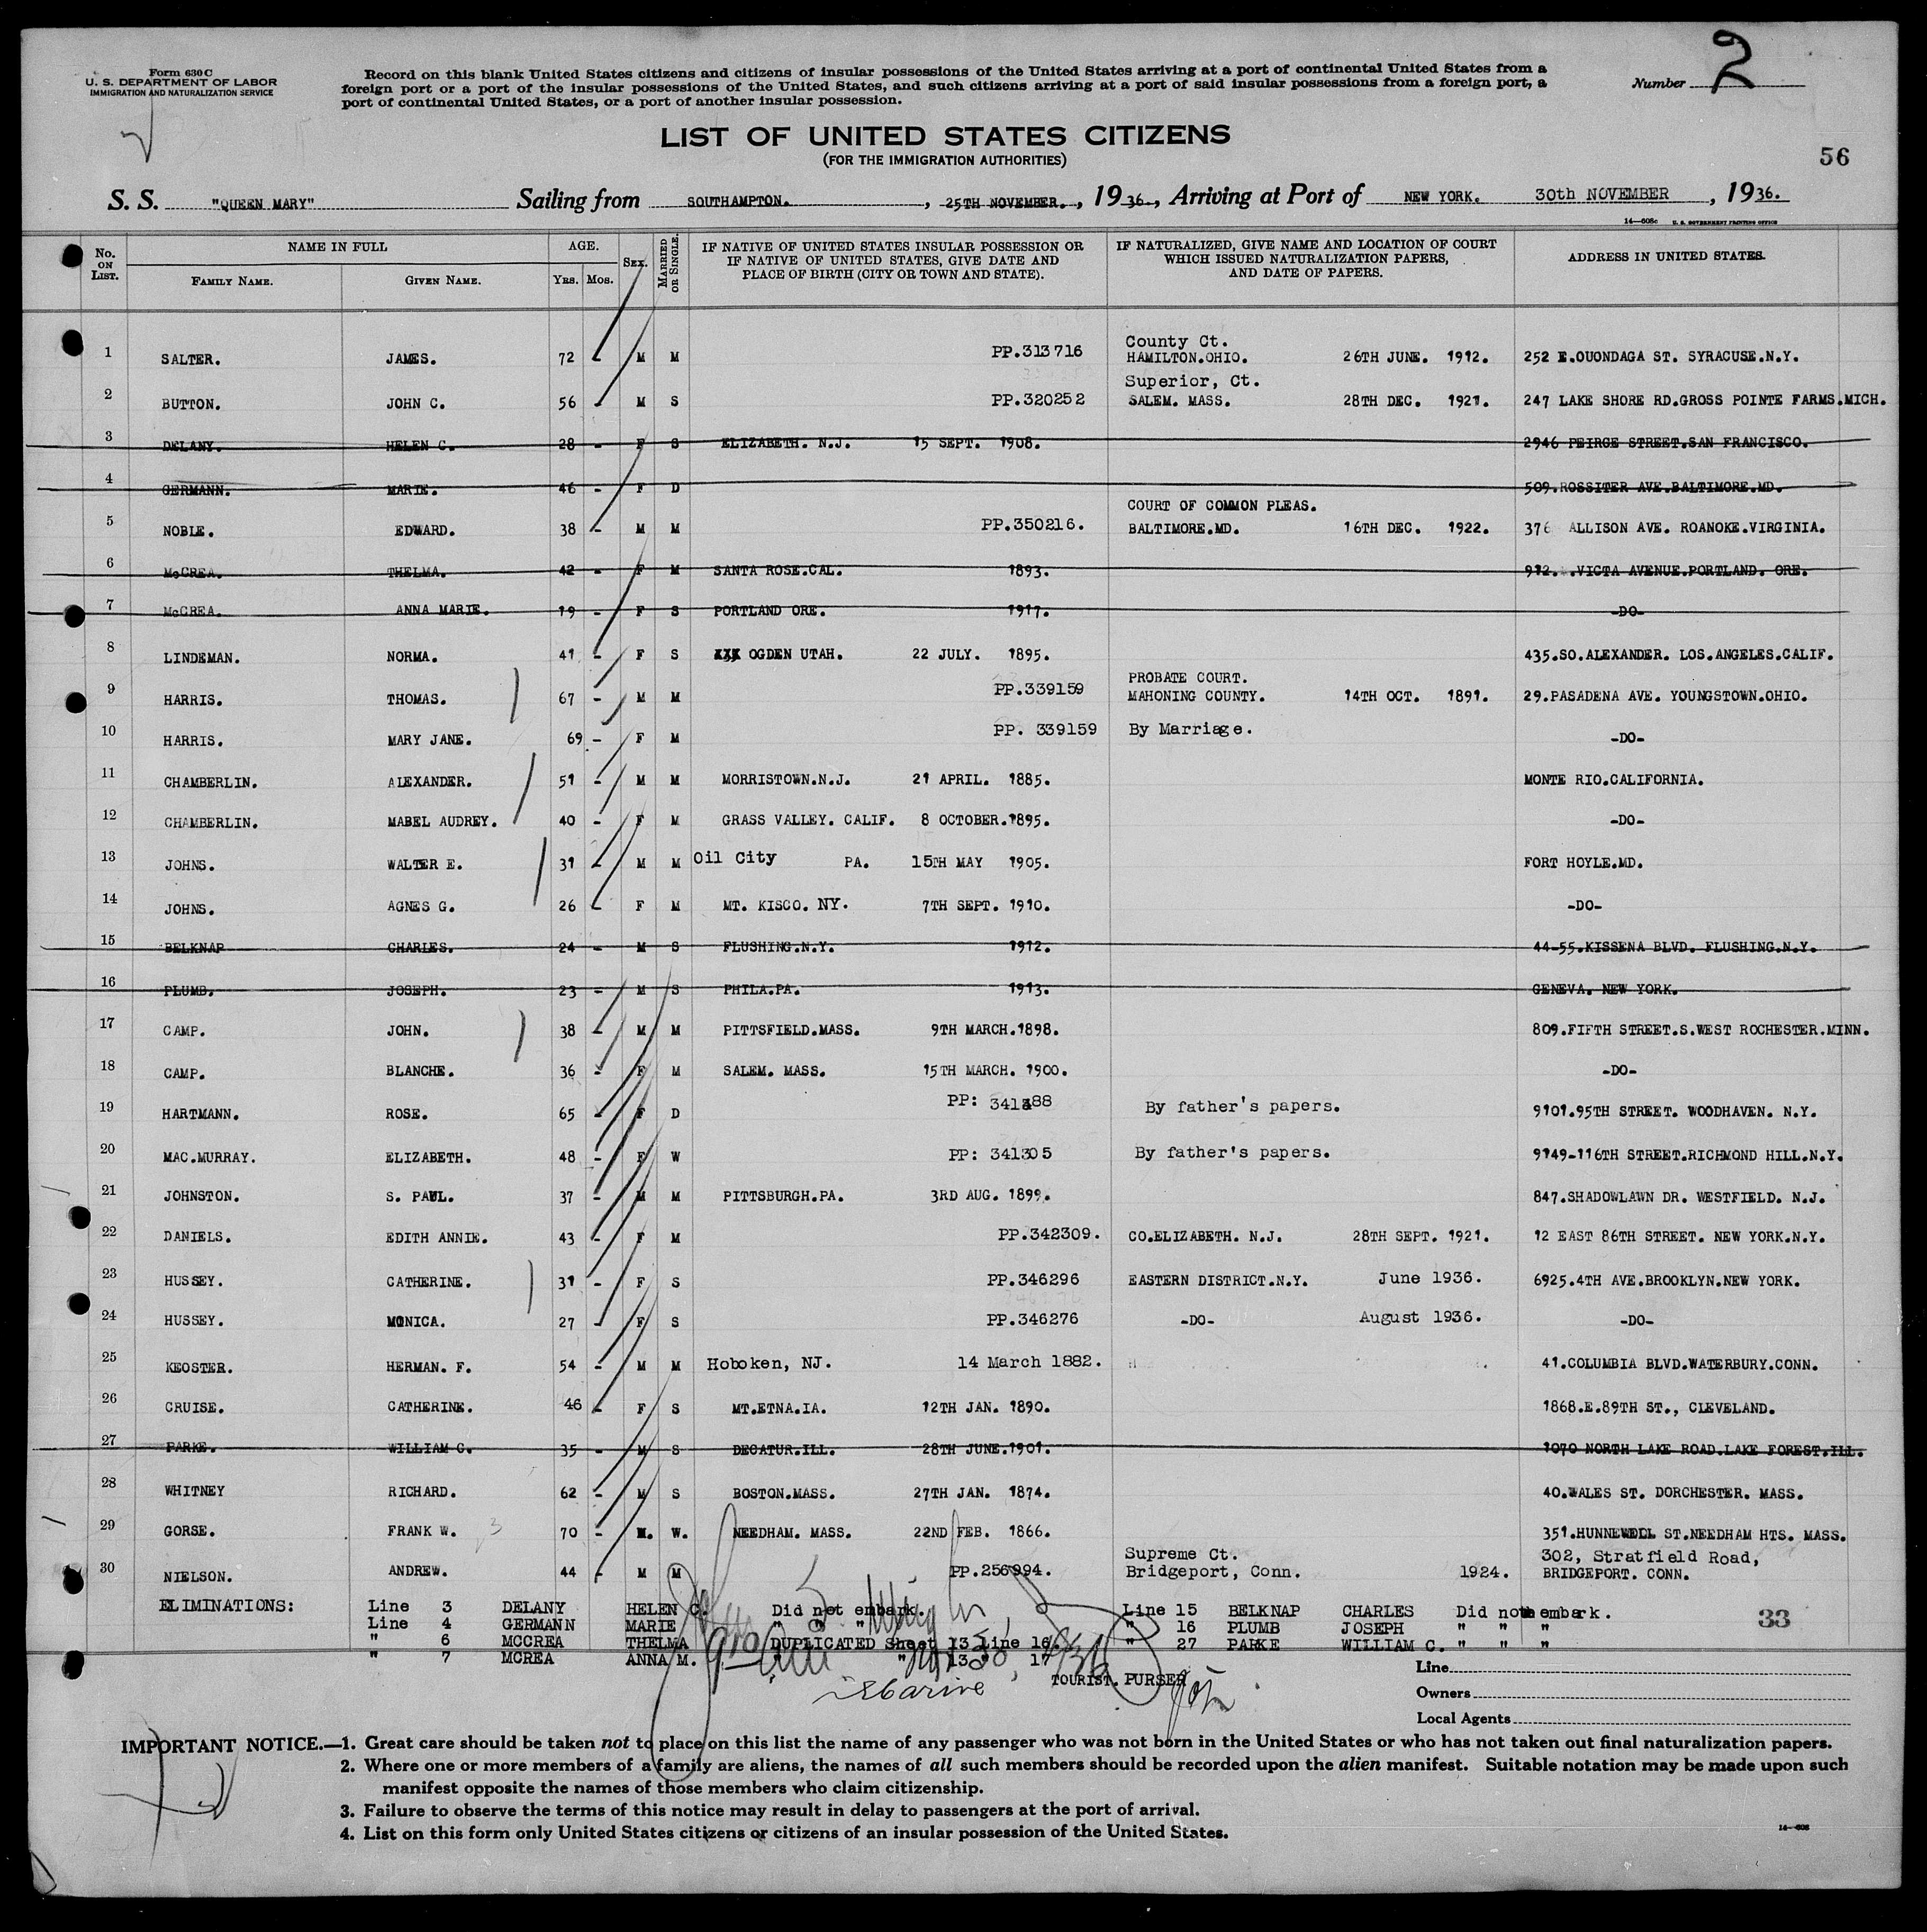 Form 630 C
U. S. DEPARTMENT OF LABOR
IMMIGRATION AND NATURALIZATION SERVICE
Record on this blank United States citizens and citizens of insular possessions of the United States arriving at a port of continental United States from a
foreign port or a port of the insular possessions of the United States, and such citizens arriving at a port of said insular possessions from a foreign port, a
port of continental United States, or a port of another insular possession.
Number 2
LIST OF UNITED STATES CITIZENS
(FOR THE IMMIGRATION AUTHORITIES)
56
S. S. "QUEEN MARY" Sailing from SOUTHAMPTON. , 25TH NOVEMBER. , 1936. , Arriving at Port of NEW YORK. 30th NOVEMBER , 1936.
14—608c U. S. GOVERNMENT PRINTING OFFICE
No. ON LIST. NAME IN FULL AGE. SEX. MARRIED OR SINGLE. IF NATIVE OF UNITED STATES INSULAR POSSESSION OR IF NATIVE OF UNITED STATES, GIVE DATE AND PLACE OF BIRTH (CITY OR TOWN AND STATE). IF NATURALIZED, GIVE NAME AND LOCATION OF COURT WHICH ISSUED NATURALIZATION PAPERS, AND DATE OF PAPERS. ADDRESS IN UNITED STATES.
FAMILY NAME. GIVEN NAME. YRS. MOS.
County Ct.
1 SALTER. JAMES. 72 - M M PP.313716 HAMILTON.OHIO. 26TH JUNE. 1912. 252 E.OUONDAGA ST. SYRACUSE.N.Y.
Superior, Ct.
2 BUTTON. JOHN C. 56 - M S PP.320252 SALEM. MASS. 28TH DEC. 1921. 247 LAKE SHORE RD.GROSS POINTE FARMS.MICH.
3 DELANY. HELEN C. 28 - F S ELIZABETH. N.J. 15 SEPT. 1908. 2946 PEIRCE STREET.SAN FRANCISCO.
4 GERMANN. MARIE. 46 - F D 509.ROSSITER AVE.BALTIMORE.MD.
COURT OF COMMON PLEAS.
5 NOBLE. EDWARD. 38 - M M PP.350216. BALTIMORE.MD. 16TH DEC. 1922. 376 ALLISON AVE. ROANOKE.VIRGINIA.
6 McCREA. THELMA. 42 - F M SANTA ROSE.CAL. 1893. 912. .VICTA AVENUE.PORTLAND. ORE.
7 McCREA. ANNA MARIE. 19 - F S PORTLAND ORE. 1917. -DO-
8 LINDEMAN. NORMA. 41 - F S XXX OGDEN UTAH. 22 JULY. 1895. 435.SO.ALEXANDER. LOS.ANGELES.CALIF.
PROBATE COURT.
9 HARRIS. THOMAS. 67 - M M PP.339159 MAHONING COUNTY. 14TH OCT. 1891. 29.PASADENA AVE. YOUNGSTOWN.OHIO.
10 HARRIS. MARY JANE. 69 - F M PP. 339159 By Marriage. -DO-
11 CHAMBERLIN. ALEXANDER. 51 - M M MORRISTOWN.N.J. 21 APRIL. 1885. MONTE RIO.CALIFORNIA.
12 CHAMBERLIN. MABEL AUDREY. 40 - F M GRASS VALLEY. CALIF. 8 OCTOBER.1895. -DO-
13 JOHNS. WALTER E. 31 - M M Oil City PA. 15TH MAY 1905. FORT HOYLE.MD.
14 JOHNS. AGNES G. 26 - F M MT. KISCO. NY. 7TH SEPT. 1910. -DO-
15 BELKNAP CHARLES. 24 - M S FLUSHING.N.Y. 1912. 44-55.KISSENA BLVD. FLUSHING.N.Y.
16 PLUMB. JOSEPH. 23 - M S PHILA.PA. 1913. GENEVA. NEW YORK.
17 CAMP. JOHN. 38 - M M PITTSFIELD.MASS. 9TH MARCH.1898. 809.FIFTH STREET.S.WEST ROCHESTER.MINN.
18 CAMP. BLANCHE. 36 - F M SALEM. MASS. 15TH MARCH. 1900. -DO-
19 HARTMANN. ROSE. 65 - F D PP: By father's papers. 9101.95TH STREET. WOODHAVEN. N.Y.
20 MAC.MURRAY. ELIZABETH. 48 - F W PP: 341305 By father's papers. 9149-116TH STREET.RICHMOND HILL.N.Y.
21 JOHNSTON. S. PAUL. 37 - M M PITTSBURGH.PA. 3RD AUG. 1899. 847.SHADOWLAWN DR. WESTFIELD. N.J.
22 DANIELS. EDITH ANNIE. 43 - F M PP.342309. CO.ELIZABETH. N.J. 28TH SEPT. 1921. 12 EAST 86TH STREET. NEW YORK.N.Y.
23 HUSSEY. CATHERINE. 31 - F S PP.346296 EASTERN DISTRICT.N.Y. June 1936. 6925.4TH AVE.BROOKLYN.NEW YORK.
24 HUSSEY. MONICA. 27 - F S PP.346276 -DO- August 1936. -DO-
25 KEOSTER. HERMAN. F. 54 - M M Hoboken, NJ. 14 March 1882. 41.COLUMBIA BLVD.WATERBURY.CONN.
26 CRUISE. CATHERINE. 46 - F S MT.ETNA.IA. 12TH JAN. 1890. 1868.E.89TH ST., CLEVELAND.
27 PARKE. WILLIAM C. 35 - M S DECATUR.ILL. 28TH JUNE.1901. 1070 NORTH LAKE ROAD.LAKE FOREST.ILL.
28 WHITNEY RICHARD. 62 - M S BOSTON.MASS. 27TH JAN. 1874. 40.WALES ST. DORCHESTER. MASS.
29 GORSE. FRANK W. 3 70 - M. W. NEEDHAM. MASS. 22ND FEB. 1866. 351.HUNNEWELL ST.NEEDHAM HTS. MASS.
Supreme Ct. 302, Stratfield Road,
30 NIELSON. ANDREW. 44 - M M PP.256994. Bridgeport, Conn. 1924. BRIDGEPORT. CONN.
ELIMINATIONS: Line 3 DELANY HELEN C. Did not embark. Line 15 BELKNAP CHARLES Did not embark.
Line 4 GERMANN MARIE " " " " 16 PLUMB JOSEPH " " "
33
" 6 MCCREA THELMA DUPLICATED Sheet 13 Line 16. " 27 PARKE WILLIAM C. " " "
" 7 MCREA ANNA M. " " 13 " 17
TOURIST. PURSER
Line
Owners
Local Agents
IMPORTANT NOTICE.—1. Great care should be taken not to place on this list the name of any passenger who was not born in the United States or who has not taken out final naturalization papers.
2. Where one or more members of a family are aliens, the names of all such members should be recorded upon the alien manifest. Suitable notation may be made upon such
manifest opposite the names of those members who claim citizenship.
3. Failure to observe the terms of this notice may result in delay to passengers at the port of arrival.
4. List on this form only United States citizens or citizens of an insular possession of the United States.
14—608